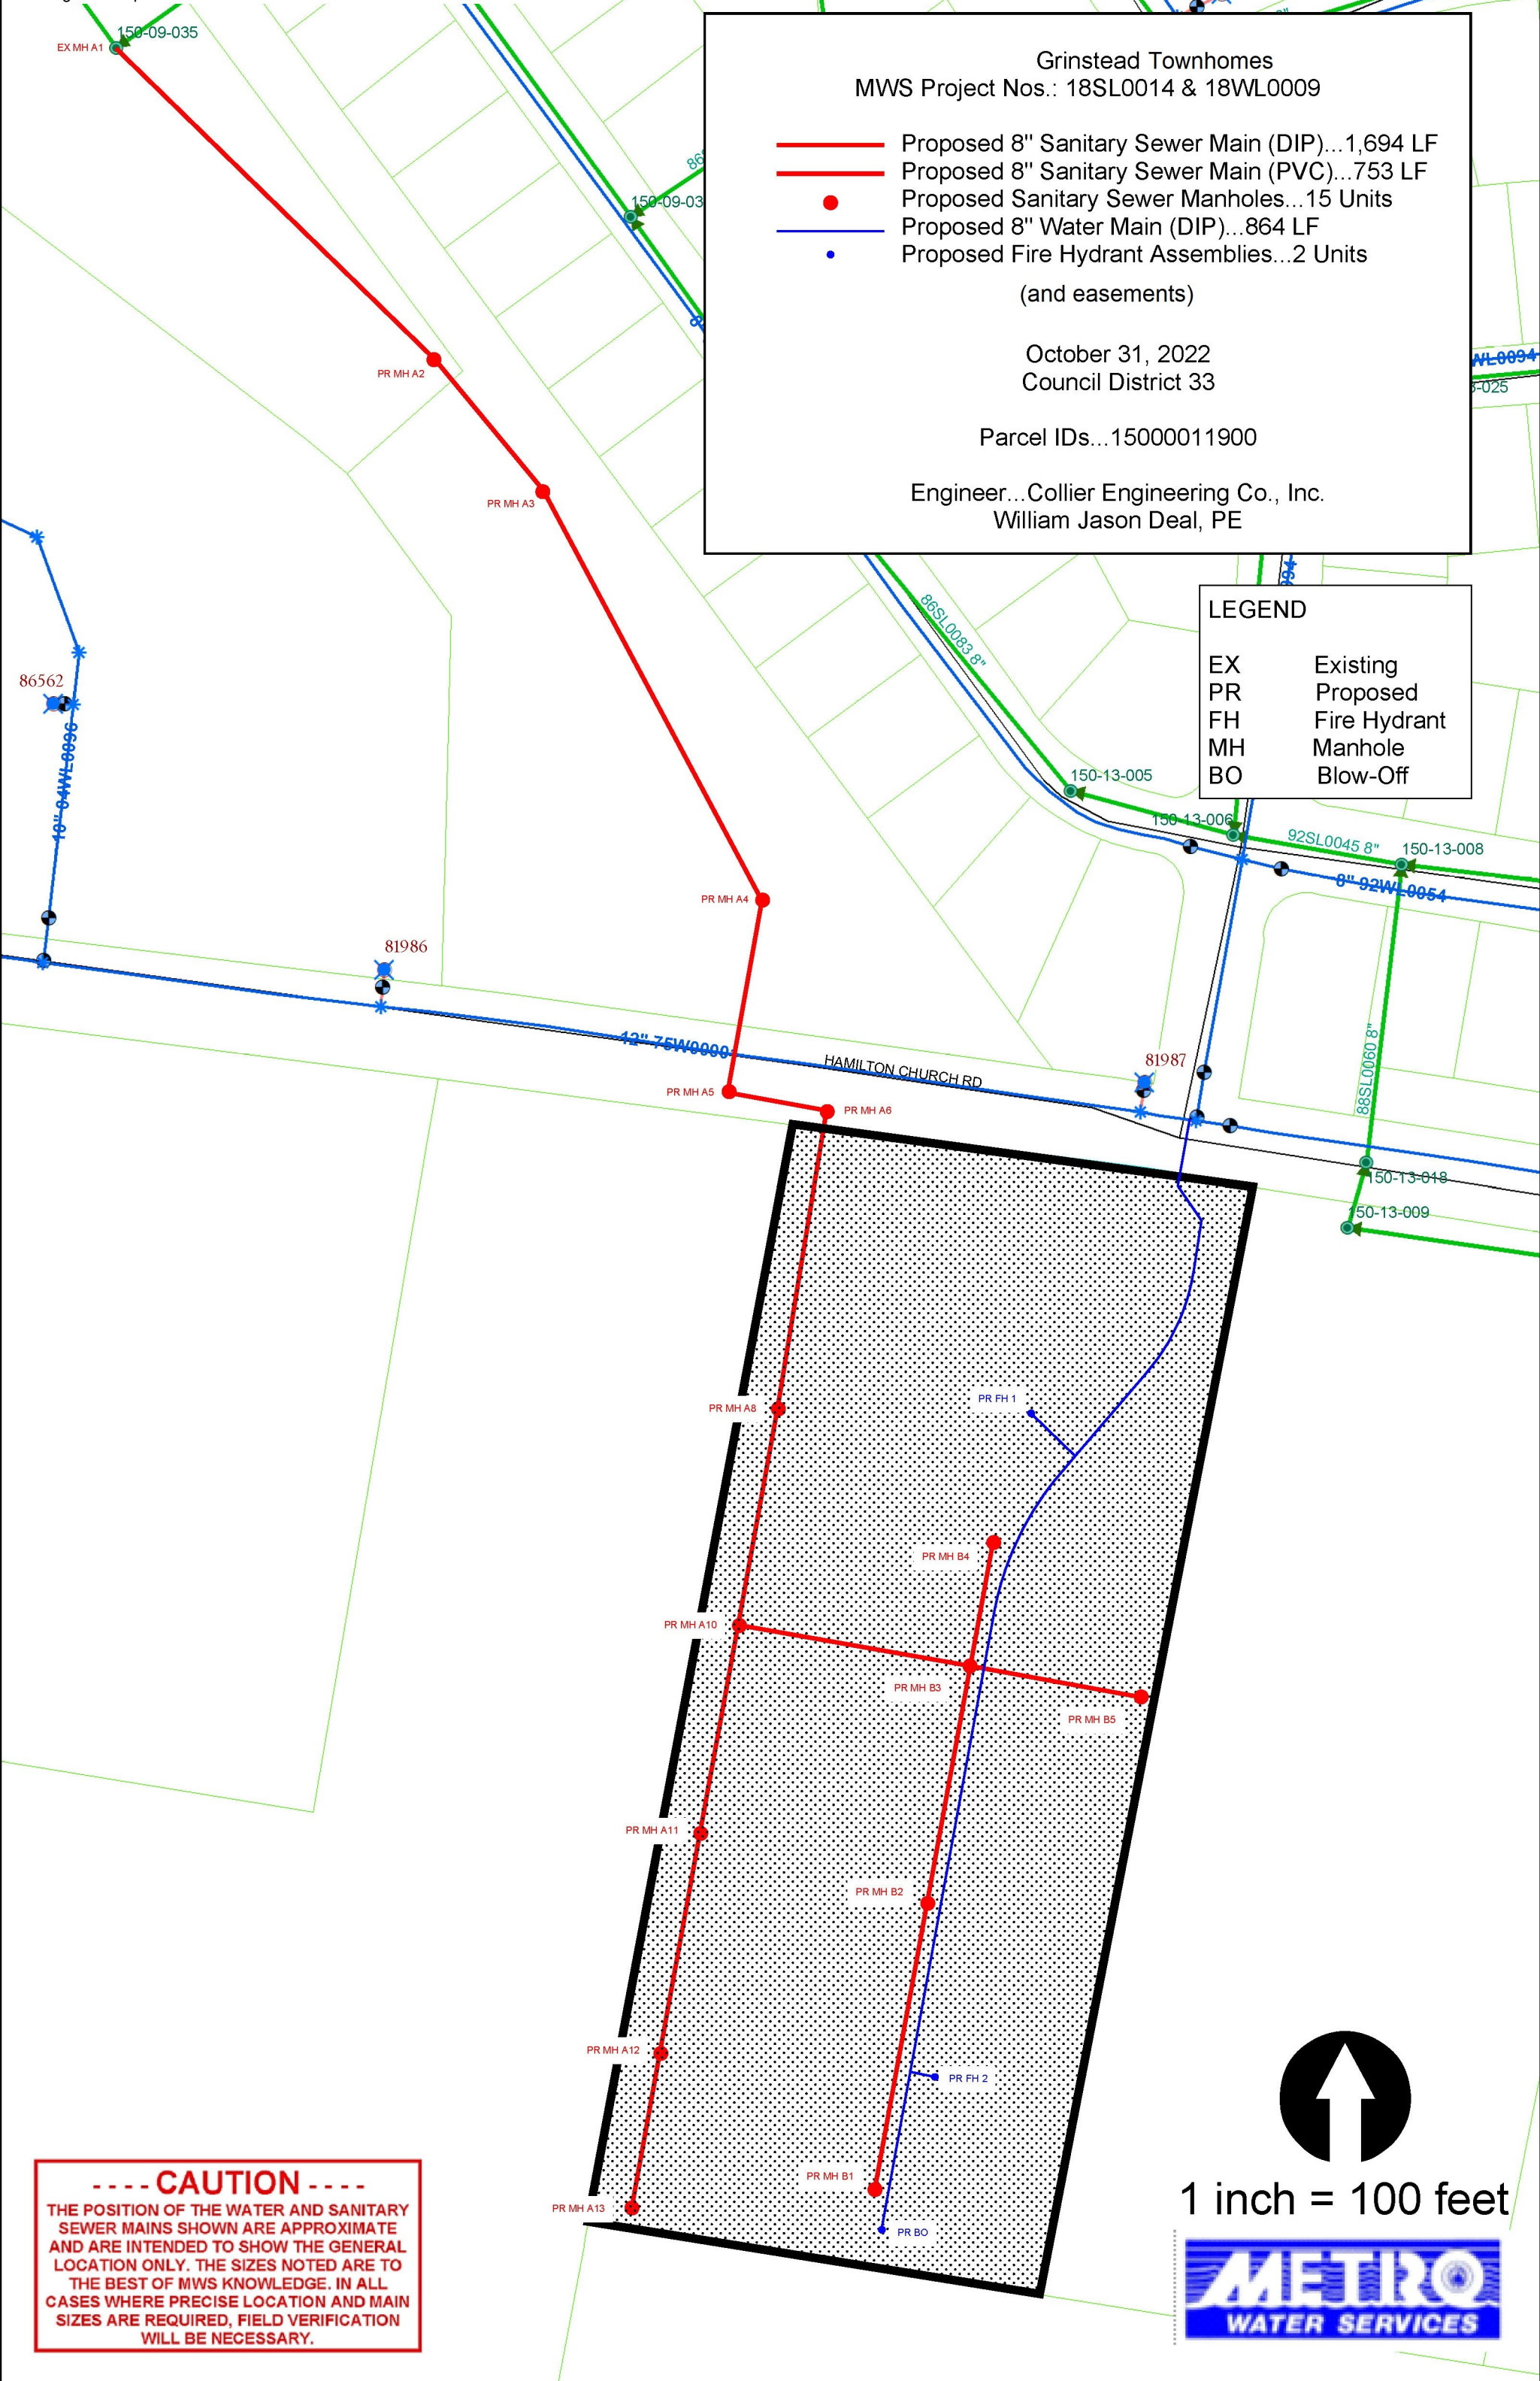 150-09-035
EX MH A1
Grinstead Townhomes
MWS Project Nos.: 18SL0014 & 18WL0009
Proposed 8" Sanitary Sewer Main (DIP)...1,694 LF
Proposed 8" Sanitary Sewer Main (PVC)...753 LF
Proposed Sanitary Sewer Manholes...15 Units
Proposed 8" Water Main (DIP)...864 LF
Proposed Fire Hydrant Assemblies...2 Units
(and easements)
October 31, 2022
Council District 33
Parcel IDs...15000011900
Engineer...Collier Engineering Co., Inc.
William Jason Deal, PE
150-09-03
PR MH A2
PR MH A3
WL0094
3-025
094
LEGEND
EX Existing
PR Proposed
FH Fire Hydrant
MH Manhole
BO Blow-Off
86SL0083 8"
86562
10" 04WL0096
150-13-005
150-13-006
92SL0045 8"
150-13-008
8" 92WL0054
PR MH A4
81986
12" 75W0000
HAMILTON CHURCH RD
81987
88SL0060 8"
PR MH A5
PR MH A6
150-13-018
150-13-009
PR MH A8
PR FH 1
PR MH B4
PR MH A10
PR MH B3
PR MH B5
PR MH A11
PR MH B2
PR MH A12
PR FH 2
PR MH B1
PR MH A13
PR BO
1 inch = 100 feet
METRO
WATER SERVICES
- - - - CAUTION - - - -
THE POSITION OF THE WATER AND SANITARY
SEWER MAINS SHOWN ARE APPROXIMATE
AND ARE INTENDED TO SHOW THE GENERAL
LOCATION ONLY. THE SIZES NOTED ARE TO
THE BEST OF MWS KNOWLEDGE. IN ALL
CASES WHERE PRECISE LOCATION AND MAIN
SIZES ARE REQUIRED, FIELD VERIFICATION
WILL BE NECESSARY.